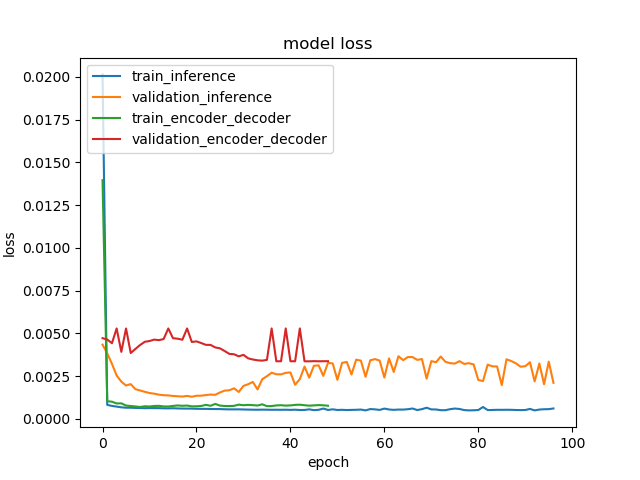 model loss
train_inference
validation_inference
train_encoder_decoder
validation_encoder_decoder
loss
0.0200
0.0175
0.0150
0.0125
0.0100
0.0075
0.0050
0.0025
0.0000
0 20 40 60 80 100
epoch